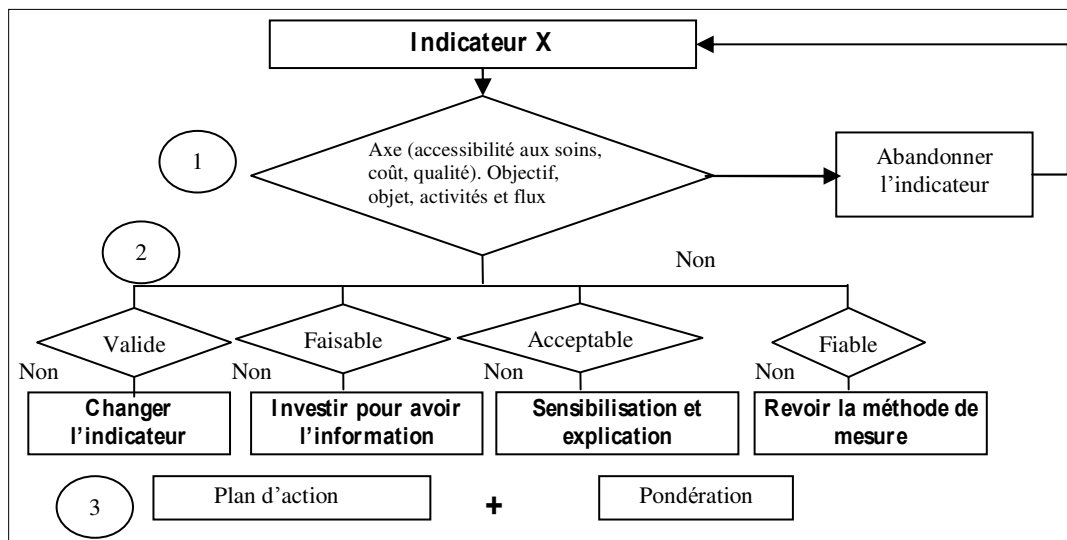 Indicateur X
1
Axe (accessibilité aux soins,
coût, qualité). Objectif,
objet, activités et flux
Abandonner
l’indicateur
2
Non
Valide
Faisable
Acceptable
Fiable
Non
Non
Non
Non
Changer
l’indicateur
Investir pour avoir
l’information
Sensibilisation et
explication
Revoir la méthode de
mesure
3
Plan d’action
+
Pondération